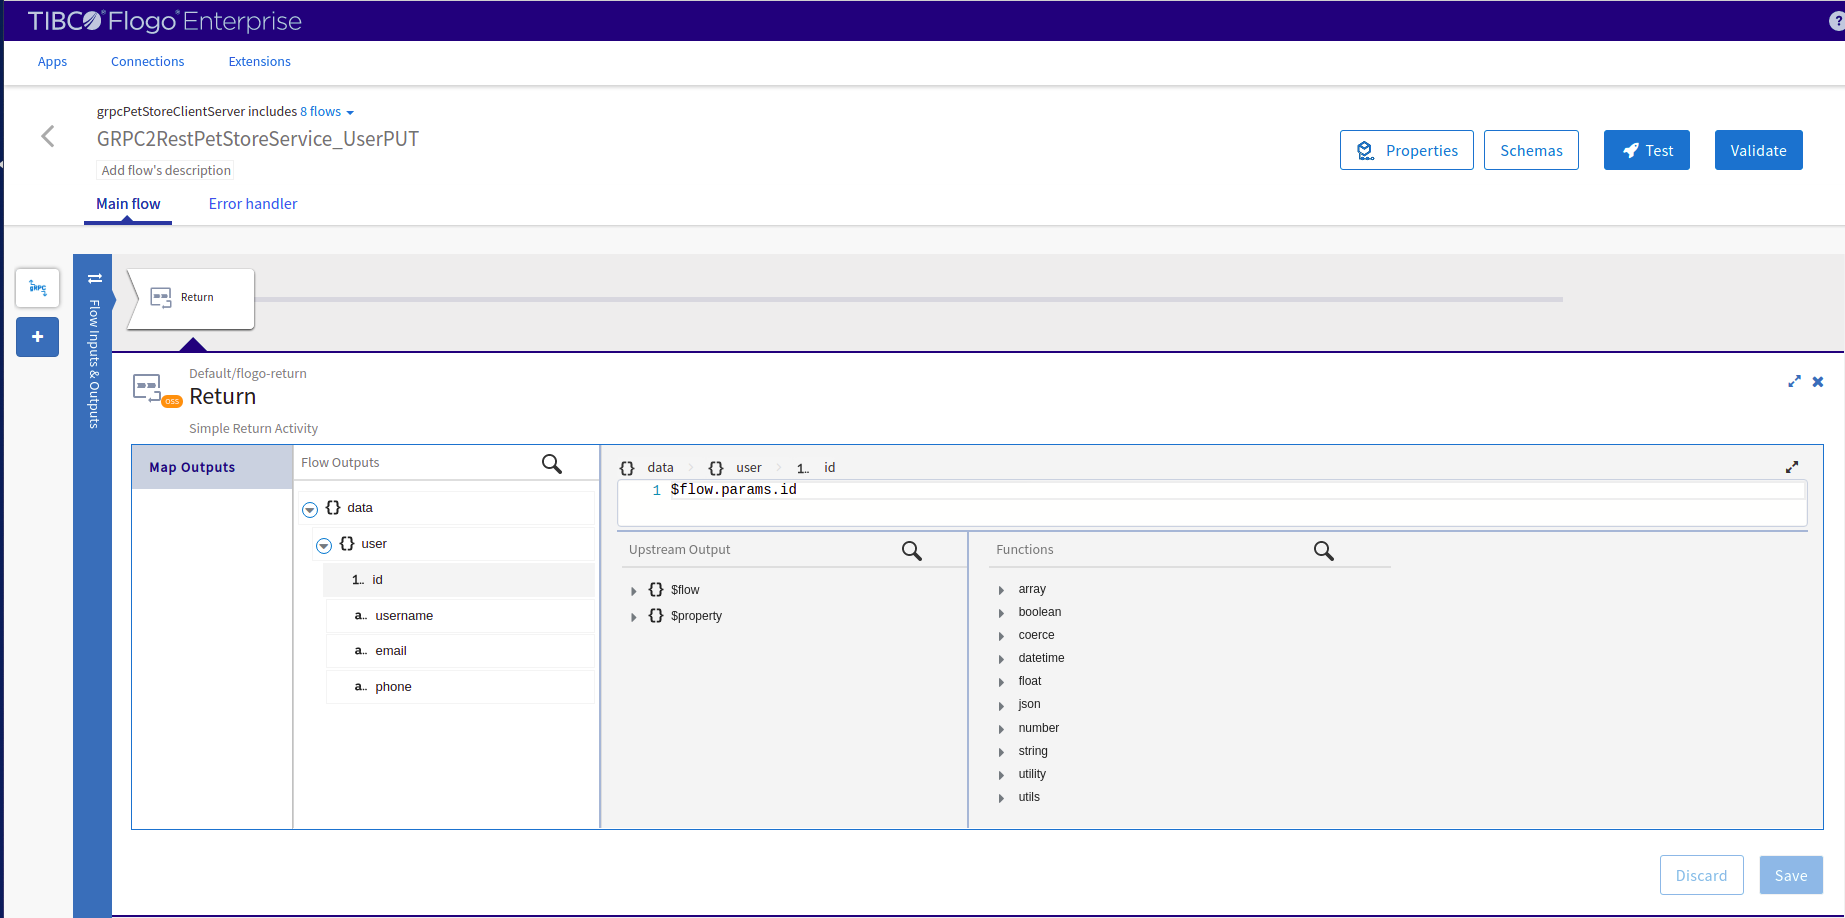 TIBCO® Flogo® Enterprise
?
Apps Connections Extensions
grpcPetStoreClientServer includes 8 flows
GRPC2RestPetStoreService_UserPUT
Add flow's description
Properties Schemas Test Validate
Main flow Error handler
gRPC
+
Flow Inputs & Outputs
Return
Default/flogo-return
Return
oss
Simple Return Activity
Map Outputs
Flow Outputs
{} data
{} user
1.. id
a.. username
a.. email
a.. phone
{} data {} user 1.. id
1 $flow.params.id
Upstream Output
{} $flow
{} $property
Functions
array
boolean
coerce
datetime
float
json
number
string
utility
utils
Discard Save